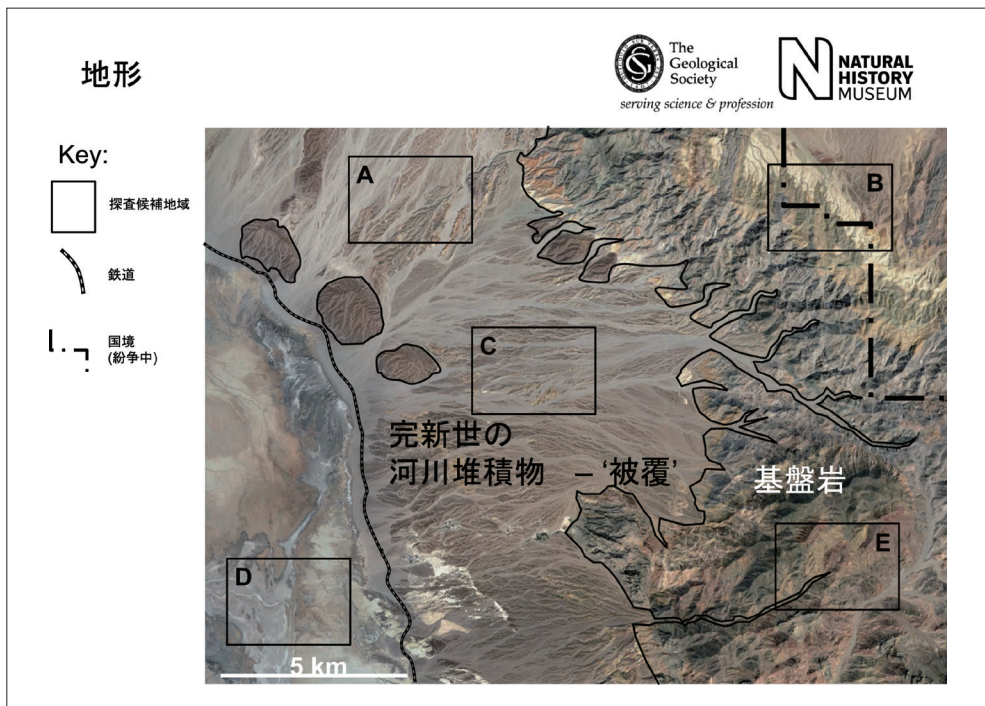 地形
The
Geological
Society
serving science & profession
NATURAL
HISTORY
MUSEUM
Key:
探査候補地域
鉄道
国境
(紛争中)
A
B
C
完新世の
河川堆積物 – ‘被覆’
基盤岩
D
E
5 km